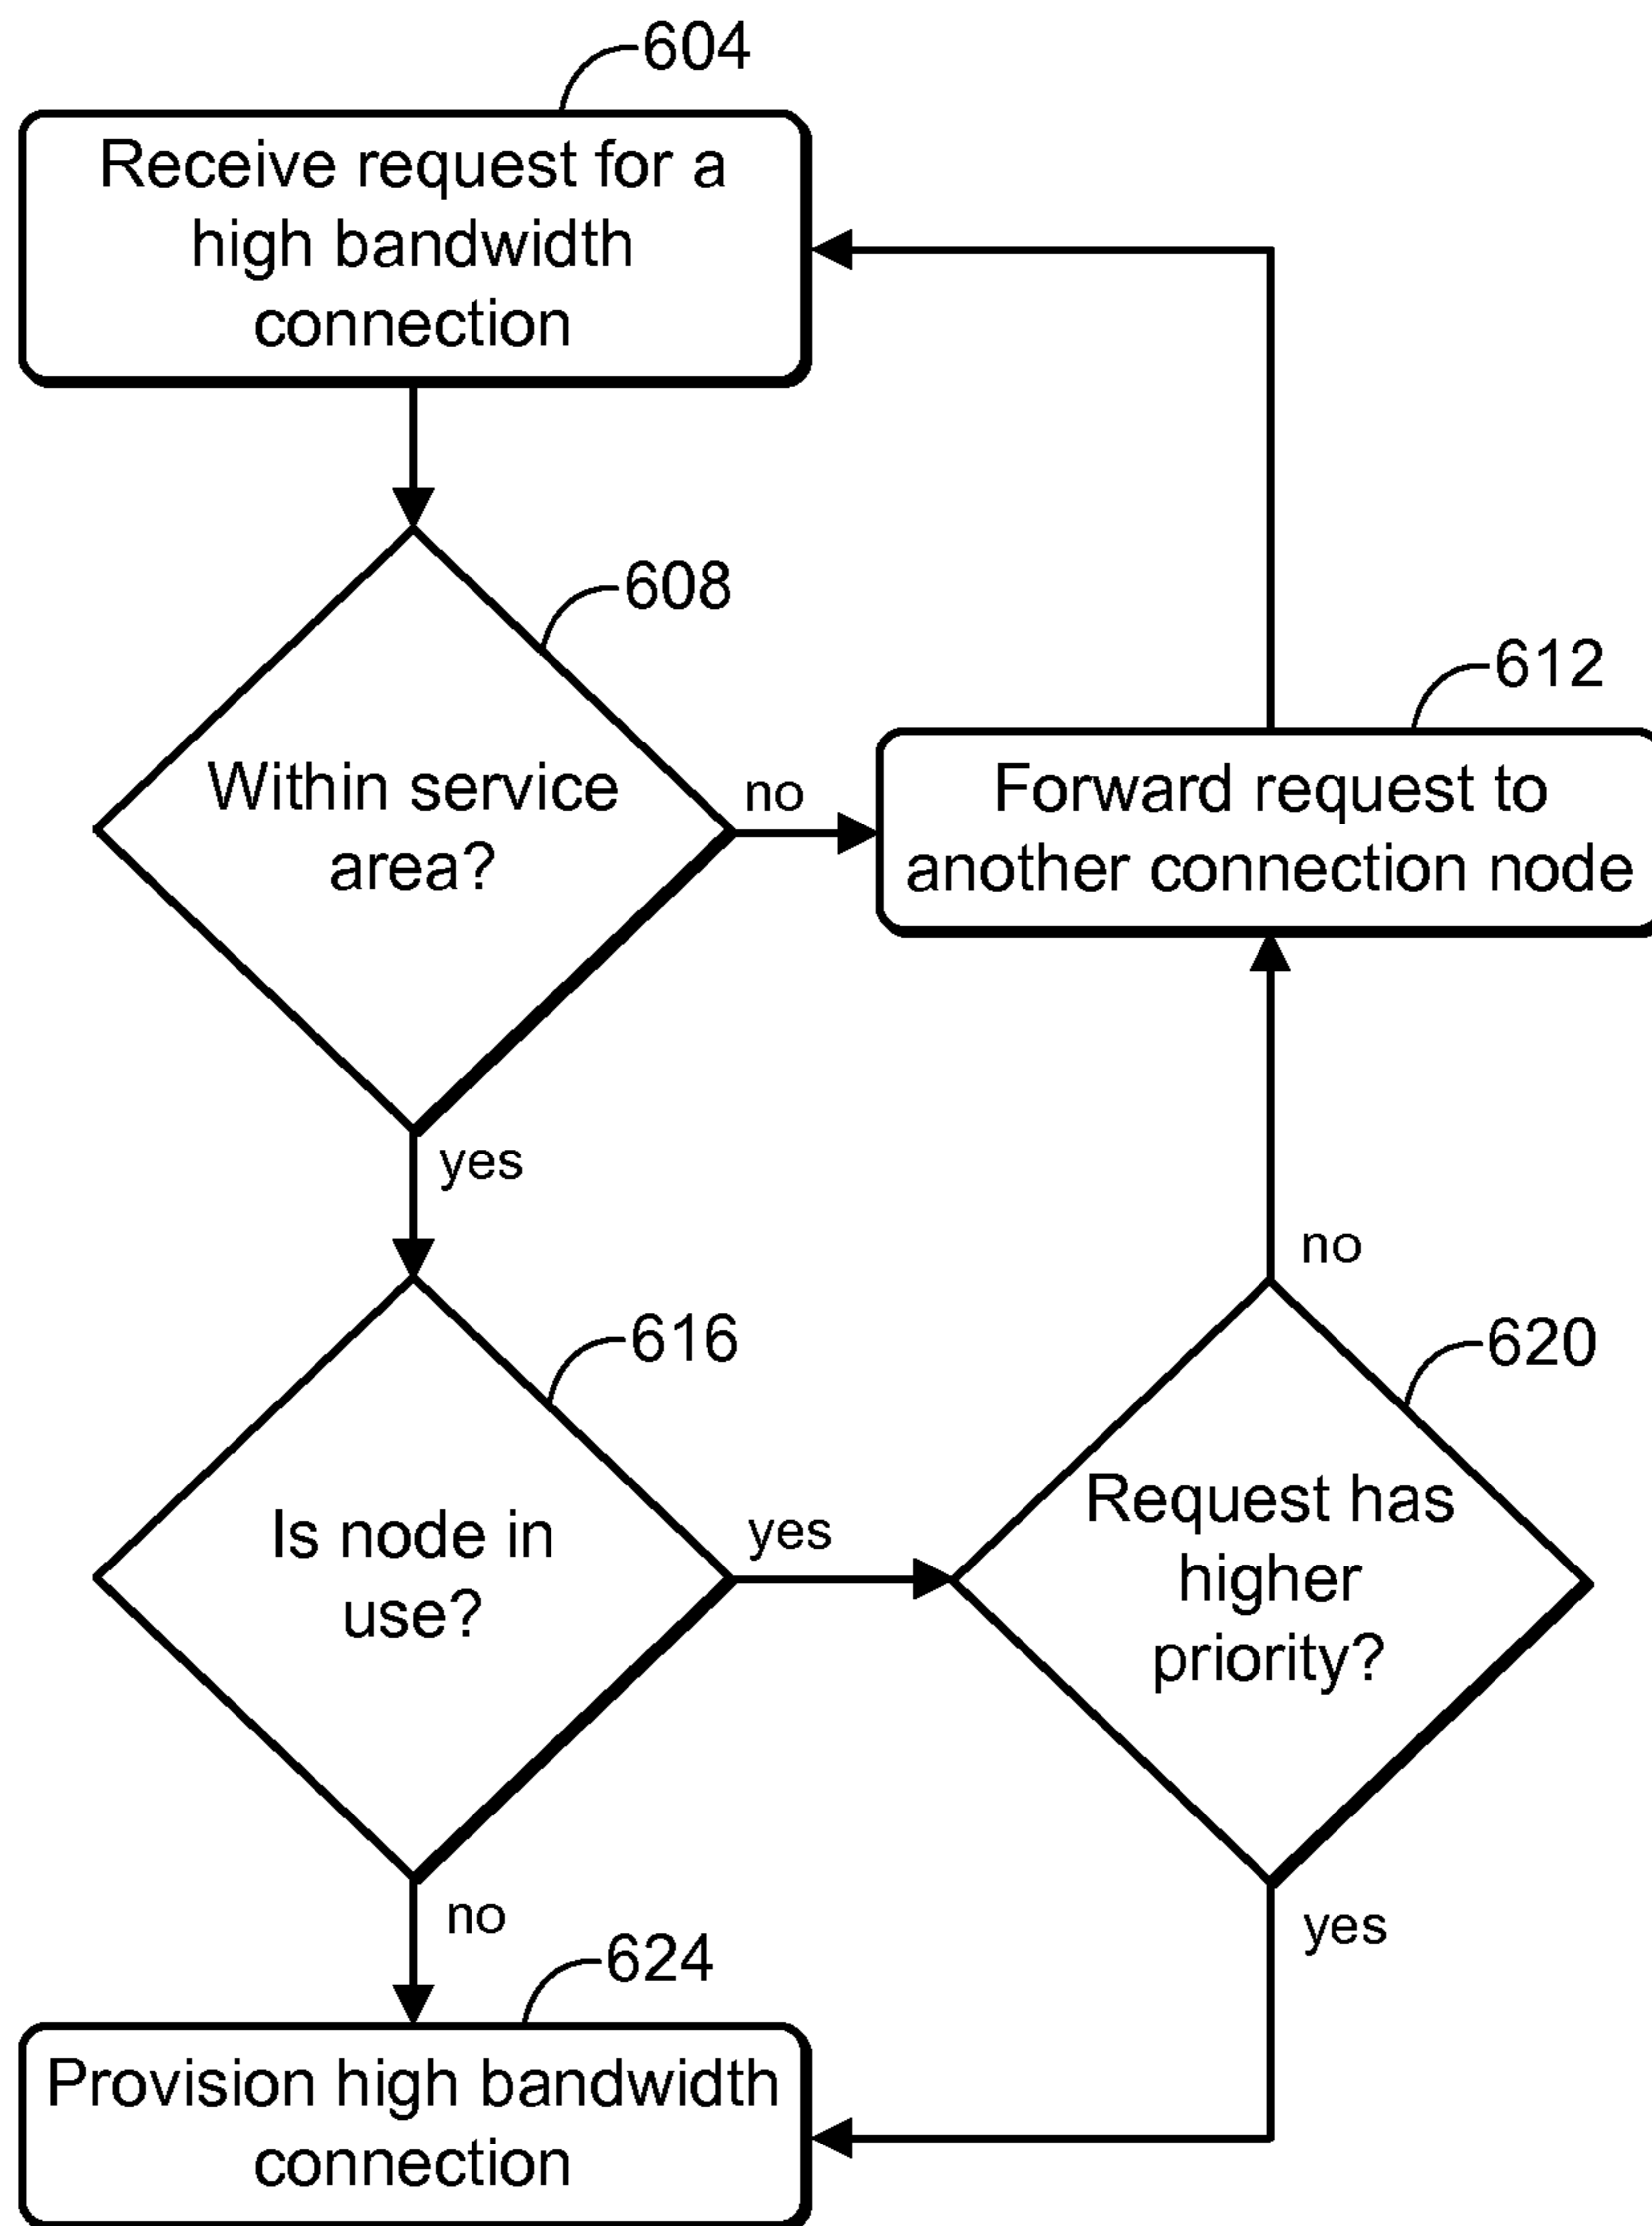 604
Receive request for a
high bandwidth
connection
608
Within service
area?
no
612
Forward request to
another connection node
yes
no
616
Is node in
use?
yes
620
Request has
higher
priority?
no
yes
624
Provision high bandwidth
connection